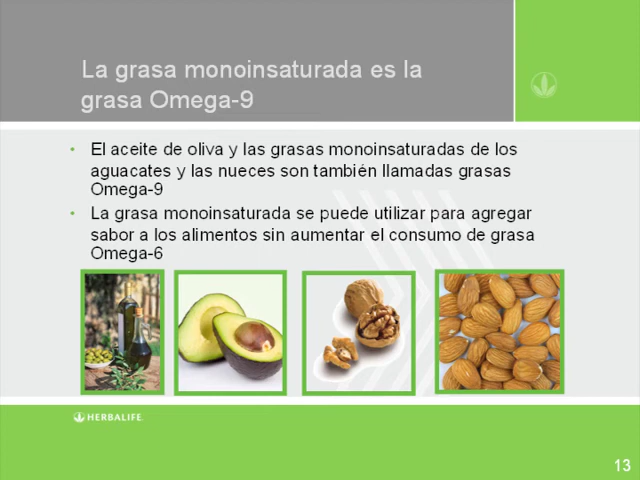 La grasa monoinsaturada es la
grasa Omega-9
• El aceite de oliva y las grasas monoinsaturadas de los
aguacates y las nueces son también llamadas grasas
Omega-9
• La grasa monoinsaturada se puede utilizar para agregar
sabor a los alimentos sin aumentar el consumo de grasa
Omega-6
HERBALIFE
13